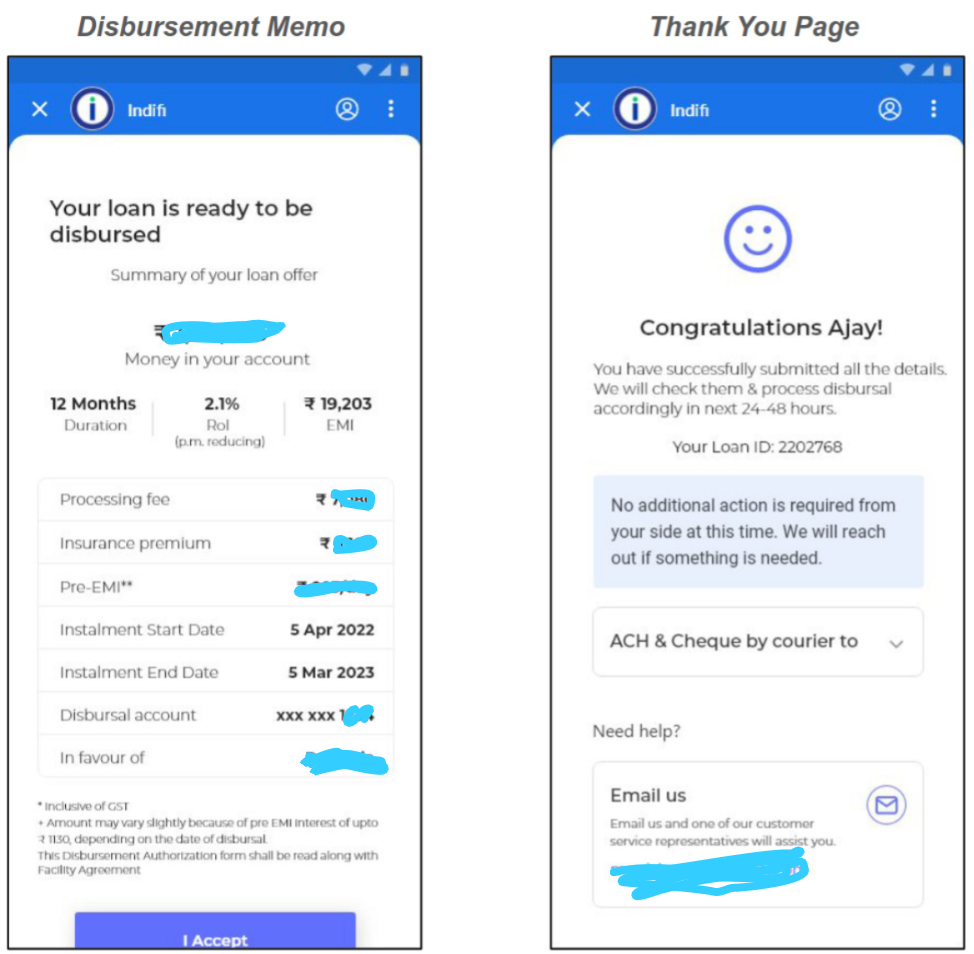 Disbursement Memo
Indifi
Your loan is ready to be
disbursed
Summary of your loan offer
₹
Money in your account
12 Months
Duration
2.1%
RoI
(p.m. reducing)
₹ 19,203
EMI
Processing fee ₹
Insurance premium ₹
Pre-EMI**
Instalment Start Date 5 Apr 2022
Instalment End Date 5 Mar 2023
Disbursal account xxx xxx
In favour of
* Inclusive of GST
+ Amount may vary slightly because of pre EMI Interest of upto
₹ 1130, depending on the date of disbursal.
This Disbursement Authorization form shall be read along with
Facility Agreement
I Accept
Thank You Page
Indifi
Congratulations Ajay!
You have successfully submitted all the details.
We will check them & process disbursal
accordingly in next 24-48 hours.
Your Loan ID: 2202768
No additional action is required from
your side at this time. We will reach
out if something is needed.
ACH & Cheque by courier to
Need help?
Email us
Email us and one of our customer
service representatives will assist you.